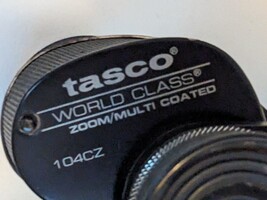 tasco®
WORLD CLASS®
ZOOM/MULTI COATED
104CZ